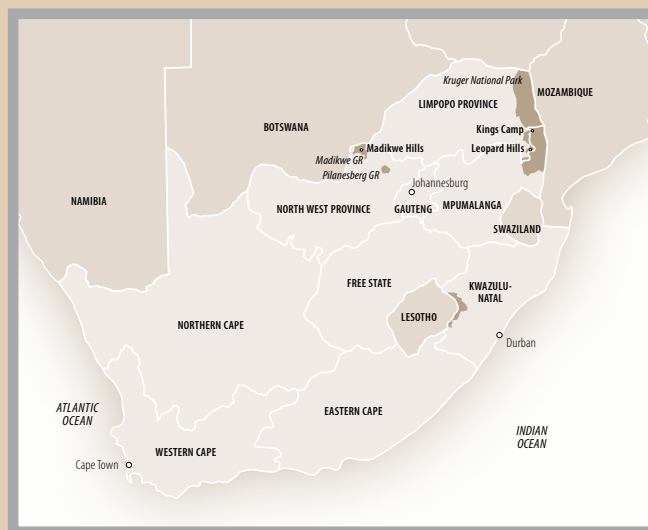 Kruger National Park
MOZAMBIQUE
LIMPOPO PROVINCE
BOTSWANA
Kings Camp
Madikwe Hills
Leopard Hills
Madikwe GR
Pilanesberg GR
Johannesburg
NAMIBIA
NORTH WEST PROVINCE
GAUTENG
MPUMALANGA
SWAZILAND
FREE STATE
KWAZULU-
NATAL
LESOTHO
NORTHERN CAPE
Durban
ATLANTIC
OCEAN
EASTERN CAPE
INDIAN
OCEAN
WESTERN CAPE
Cape Town